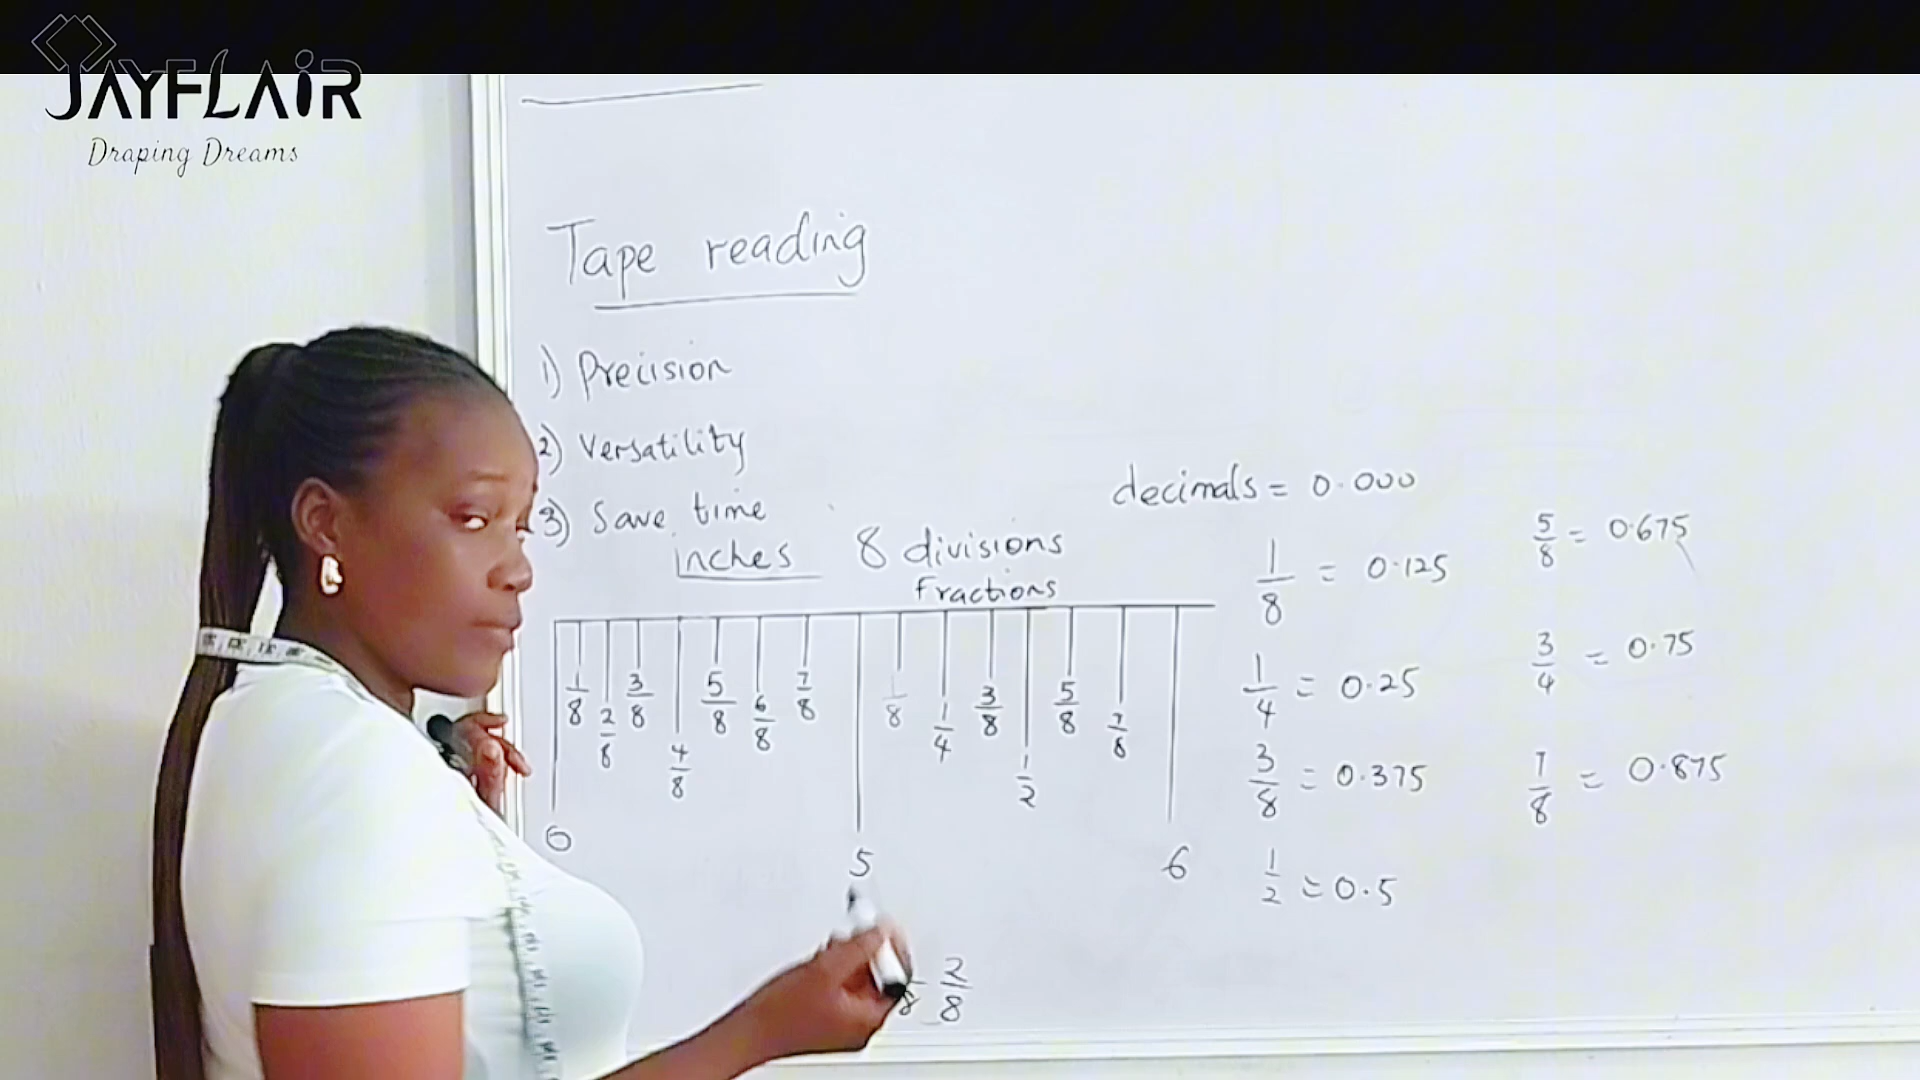 JAYFLAIR
Draping Dreams
Tape reading
1) Precision
2) Versatility
3) Save time
inches
8 divisions
fractions
1/8 2/8 3/8 4/8 5/8 6/8 7/8 1/8 1/4 3/8 1/2 5/8 7/8
0 5 6
2/8
decimals = 0.000
1/8 = 0.125
1/4 = 0.25
3/8 = 0.375
1/2 = 0.5
5/8 = 0.675
3/4 = 0.75
7/8 = 0.875